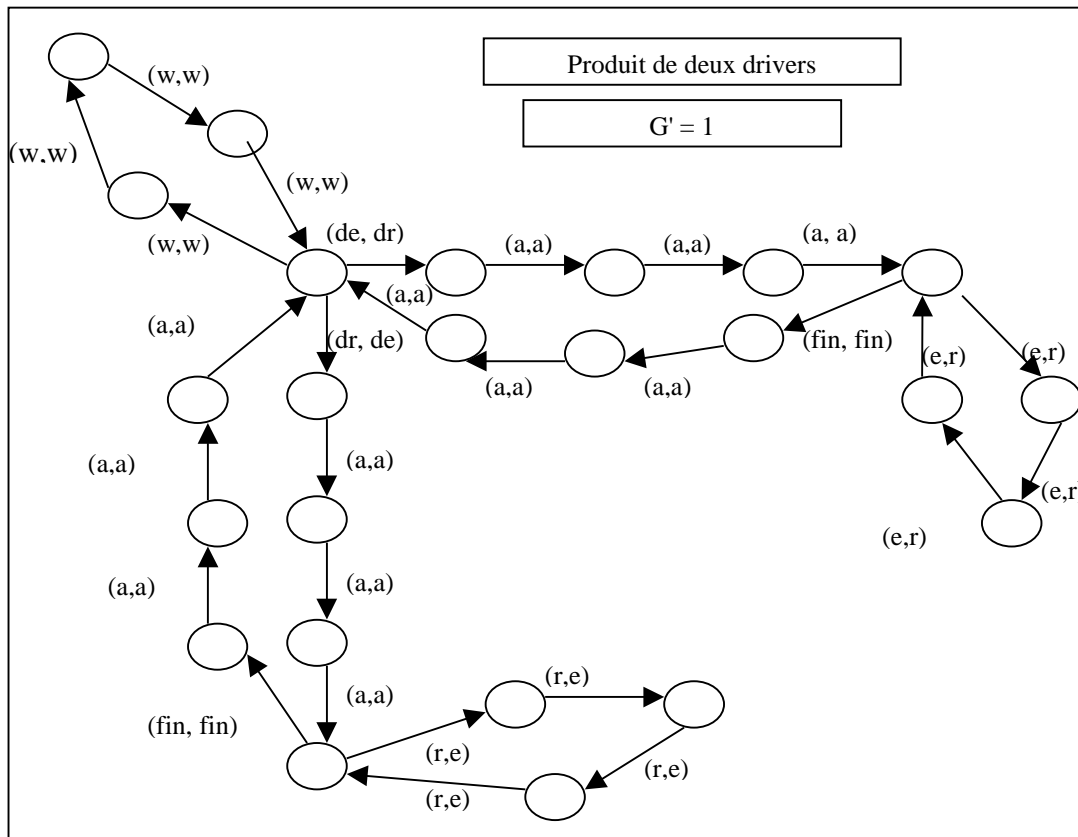 Produit de deux drivers
G' = 1
(w,w)
(w,w)
(w,w)
(w,w)
(de, dr)
(a,a)
(a,a)
(a, a)
(a,a)
(a,a)
(dr, de)
(a,a)
(a,a)
(fin, fin)
(e,r)
(e,r)
(a,a)
(a,a)
(e,r)
(e,r)
(a,a)
(a,a)
(a,a)
(r,e)
(fin, fin)
(r,e)
(r,e)
(r,e)